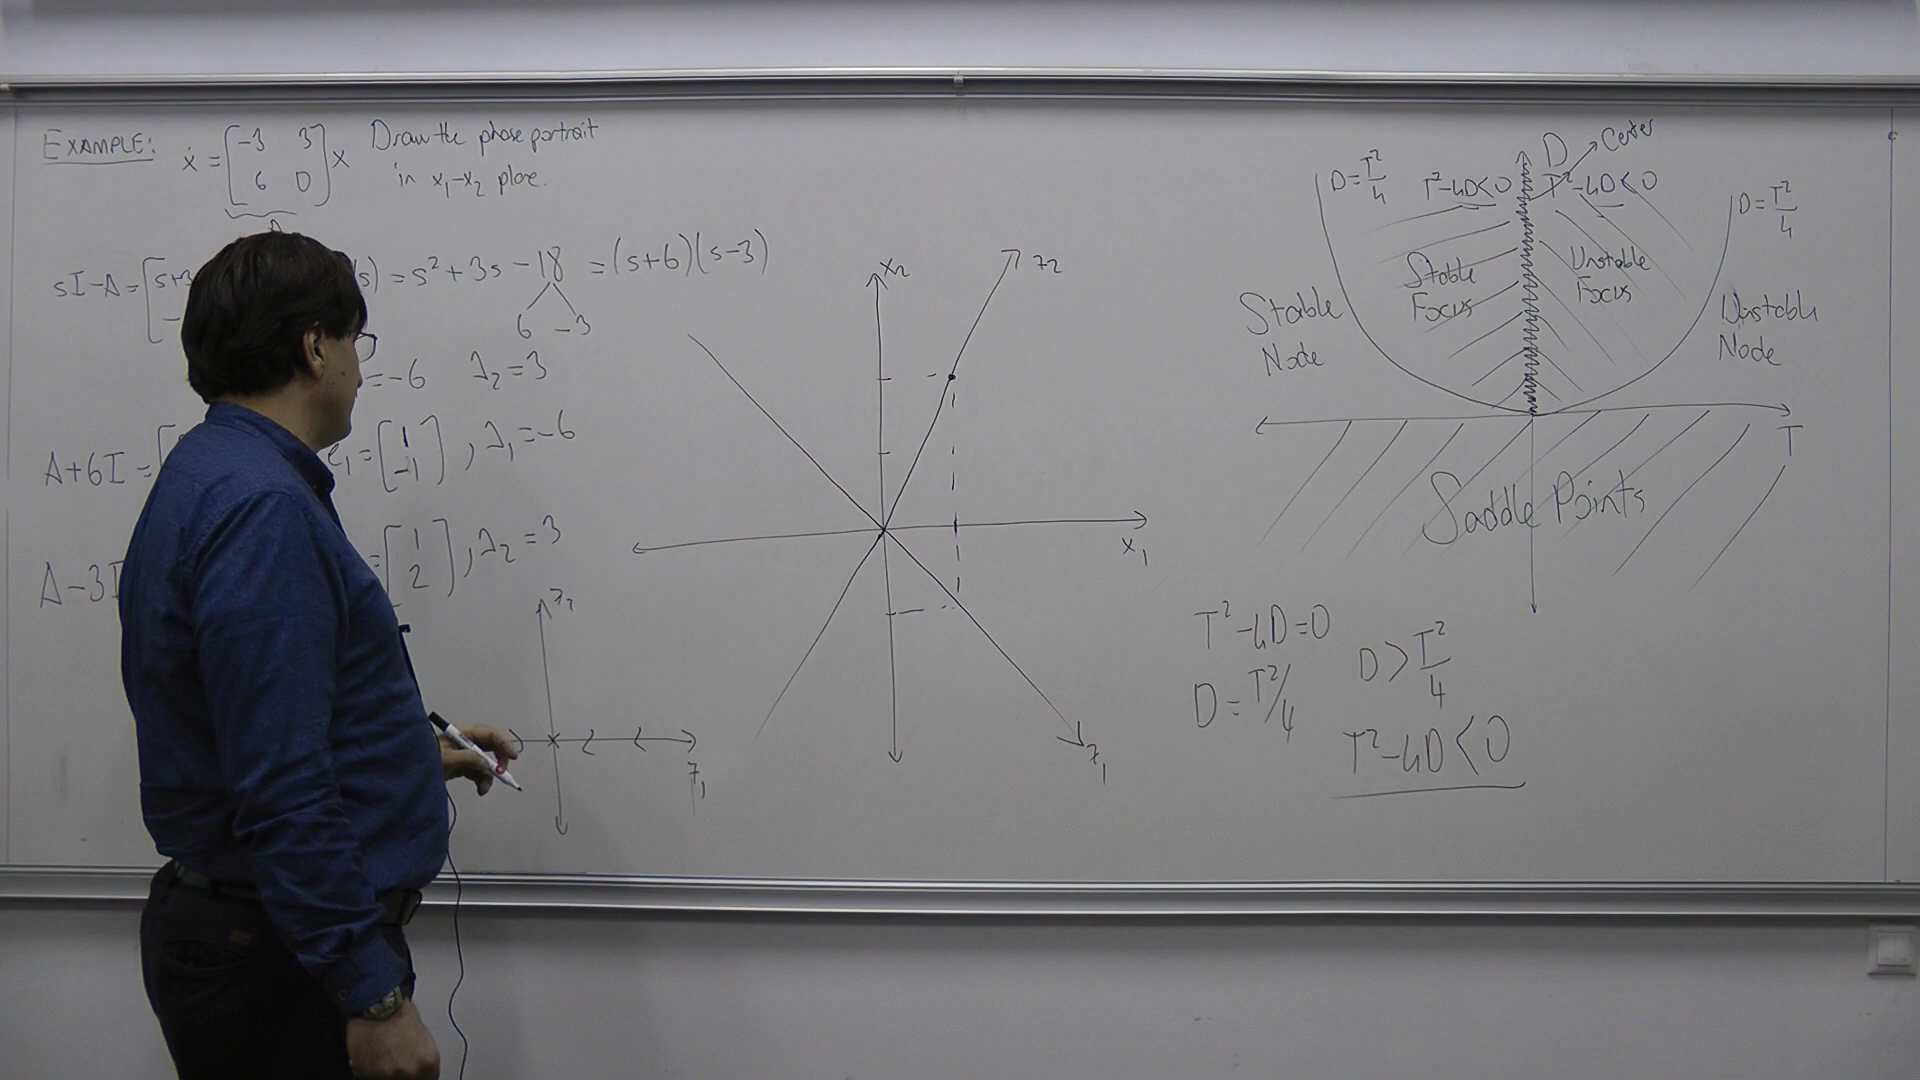 EXAMPLE: ẋ = [-3 3; 6 0] x Draw the phase portrait
in x₁-x₂ plane.
sI-A = [s+3
-
s) = s² + 3s - 18 = (s+6)(s-3)
6 -3
= -6 λ₂ = 3
A+6I = [
e₁ = [1; -1], λ₁ = -6
A-3I
= [1; 2], λ₂ = 3
z₂
z₁
x₂
z₂
x₁
z₁
D
Center
D = T²/4
T²-4D<0
T²-4D<0
D = T²/4
Stable
Focus
Unstable
Focus
Stable
Node
Unstable
Node
T
Saddle Points
T²-4D=0
D = T²/4
D > T²/4
T²-4D<0